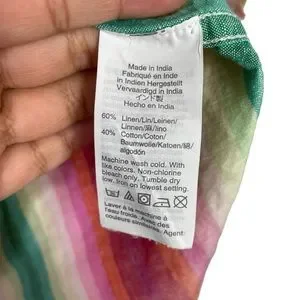 Made in India
Fabriqué en Inde
in Indien Hergestellt
Vervaardigd in India
インド製
Hecho en India
60% Linen/Lin/Leinen/
Linnen/麻/lino
40% Cotton/Coton/
Baumwolle/Katoen/綿/
algodón
Machine wash cold. With
like colors. Non-chlorine
bleach only. Tumble dry
low. Iron on lowest setting.
Laver à la machine à
l'eau froide. Avec des
couleurs similaires. Agent